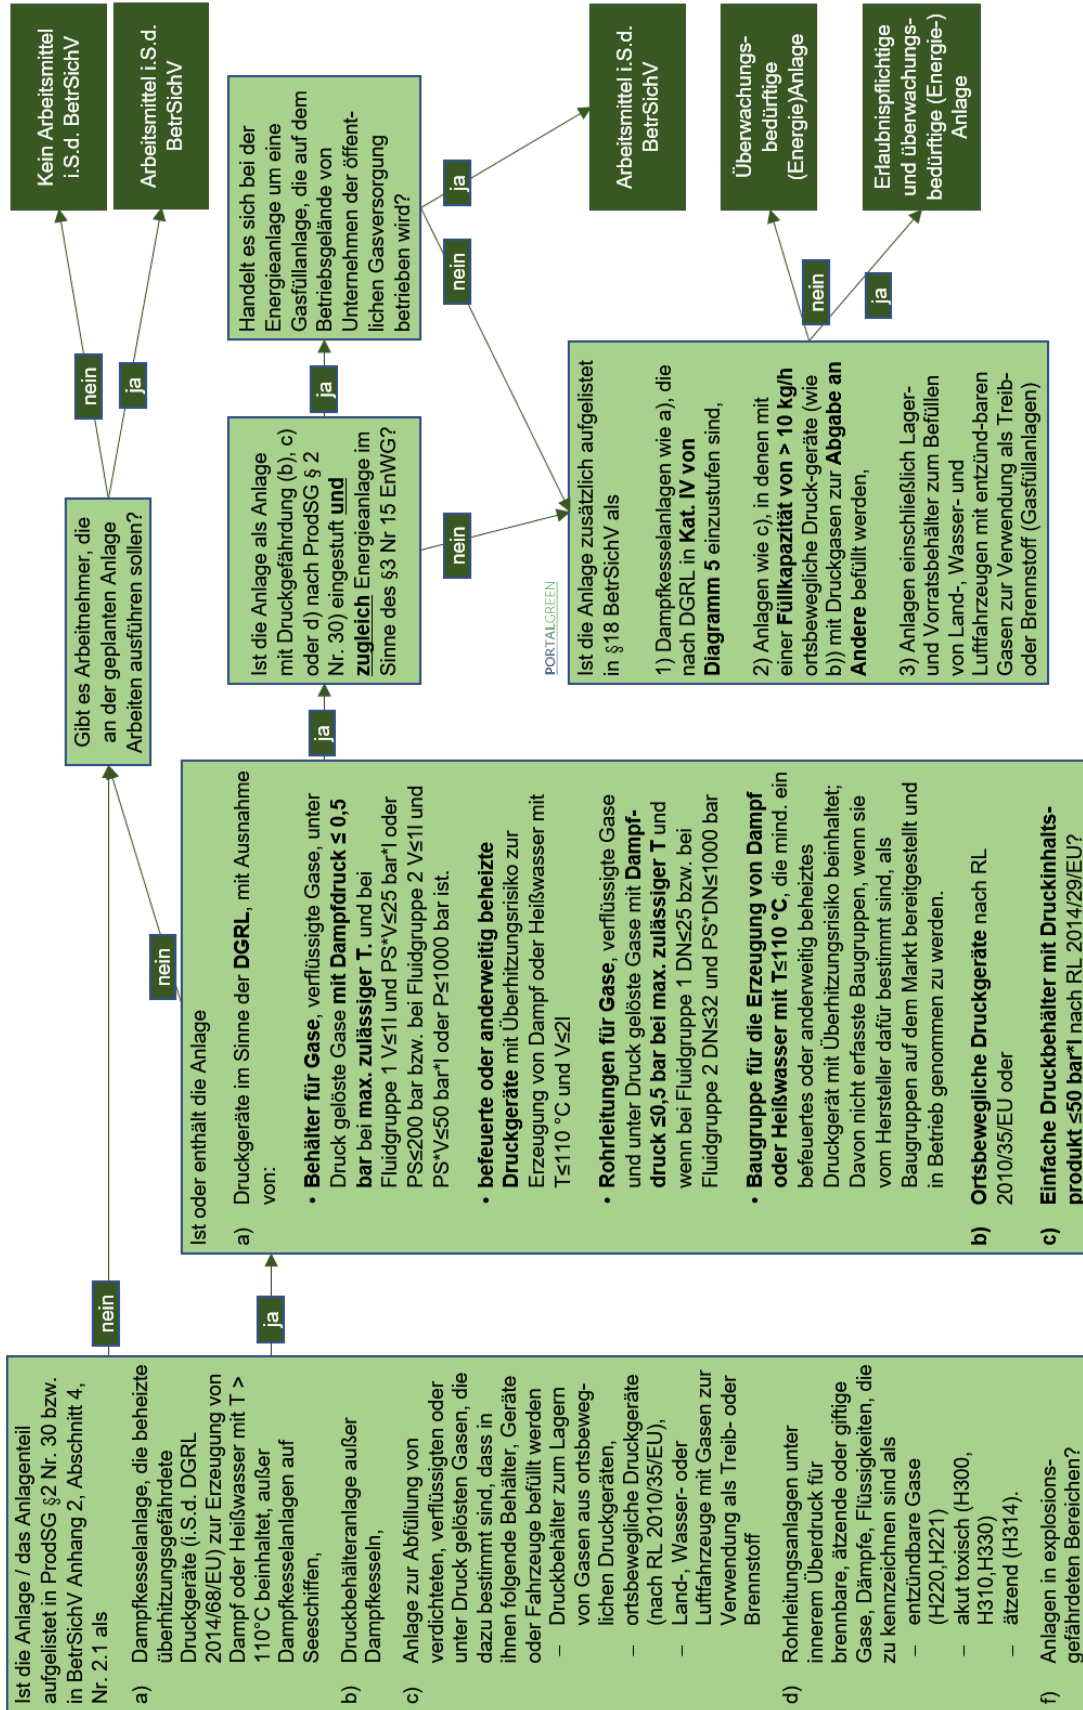 Ist die Anlage / das Anlagenteil
aufgelistet in ProdSG §2 Nr. 30 bzw.
in BetrSichV Anhang 2, Abschnitt 4,
Nr. 2.1 als
a) Dampfkesselanlage, die beheizte
überhitzungsgefährdete
Druckgeräte (i.S.d. DGRL
2014/68/EU) zur Erzeugung von
Dampf oder Heißwasser mit T >
110°C beinhaltet, außer
Dampfkesselanlagen auf
Seeschiffen,
b) Druckbehälteranlage außer
Dampfkesseln,
c) Anlage zur Abfüllung von
verdichteten, verflüssigten oder
unter Druck gelösten Gasen, die
dazu bestimmt sind, dass in
ihnen folgende Behälter, Geräte
oder Fahrzeuge befüllt werden
– Druckbehälter zum Lagern
von Gasen aus ortsbeweg-
lichen Druckgeräten,
– ortsbewegliche Druckgeräte
(nach RL 2010/35/EU),
– Land-, Wasser- oder
Luftfahrzeuge mit Gasen zur
Verwendung als Treib- oder
Brennstoff
d) Rohrleitungsanlagen unter
innerem Überdruck für
brennbare, ätzende oder giftige
Gase, Dämpfe, Flüssigkeiten, die
zu kennzeichnen sind als
– entzündbare Gase
(H220,H221)
– akut toxisch (H300,
H310,H330)
– ätzend (H314).
f) Anlagen in explosions-
gefährdeten Bereichen?
nein
ja
Ist oder enthält die Anlage
a) Druckgeräte im Sinne der DGRL, mit Ausnahme
von:
• Behälter für Gase, verflüssigte Gase, unter
Druck gelöste Gase mit Dampfdruck ≤ 0,5
bar bei max. zulässiger T. und bei
Fluidgruppe 1 V≤1l und PS*V≤25 bar*l oder
PS≤200 bar bzw. bei Fluidgruppe 2 V≤1l und
PS*V≤50 bar*l oder P≤1000 bar ist.
• befeuerte oder anderweitig beheizte
Druckgeräte mit Überhitzungsrisiko zur
Erzeugung von Dampf oder Heißwasser mit
T≤110 °C und V≤2l
• Rohrleitungen für Gase, verflüssigte Gase
und unter Druck gelöste Gase mit Dampf-
druck ≤0,5 bar bei max. zulässiger T und
wenn bei Fluidgruppe 1 DN≤25 bzw. bei
Fluidgruppe 2 DN≤32 und PS*DN≤1000 bar
• Baugruppe für die Erzeugung von Dampf
oder Heißwasser mit T≤110 °C, die mind. ein
befeuertes oder anderweitig beheiztes
Druckgerät mit Überhitzungsrisiko beinhaltet;
Davon nicht erfasste Baugruppen, wenn sie
vom Hersteller dafür bestimmt sind, als
Baugruppen auf dem Markt bereitgestellt und
in Betrieb genommen zu werden.
b) Ortsbewegliche Druckgeräte nach RL
2010/35/EU oder
c) Einfache Druckbehälter mit Druckinhalts-
produkt ≤50 bar*l nach RL 2014/29/EU?
nein
ja
Gibt es Arbeitnehmer, die
an der geplanten Anlage
Arbeiten ausführen sollen?
nein
ja
Kein Arbeitsmittel
i.S.d. BetrSichV
Arbeitsmittel i.S.d.
BetrSichV
Ist die Anlage als Anlage
mit Druckgefährdung (b), c)
oder d) nach ProdSG § 2
Nr. 30) eingestuft und
zugleich Energieanlage im
Sinne des §3 Nr 15 EnWG?
ja
nein
Handelt es sich bei der
Energieanlage um eine
Gasfüllanlage, die auf dem
Betriebsgelände von
Unternehmen der öffent-
lichen Gasversorgung
betrieben wird?
nein
ja
Arbeitsmittel i.S.d.
BetrSichV
PORTALGREEN
Ist die Anlage zusätzlich aufgelistet
in §18 BetrSichV als
1) Dampfkesselanlagen wie a), die
nach DGRL in Kat. IV von
Diagramm 5 einzustufen sind,
2) Anlagen wie c), in denen mit
einer Füllkapazität von > 10 kg/h
ortsbewegliche Druck-geräte (wie
b)) mit Druckgasen zur Abgabe an
Andere befüllt werden,
3) Anlagen einschließlich Lager-
und Vorratsbehälter zum Befüllen
von Land-, Wasser- und
Luftfahrzeugen mit entzünd-baren
Gasen zur Verwendung als Treib-
oder Brennstoff (Gasfüllanlagen)
nein
ja
Überwachungs-
bedürftige
(Energie)Anlage
Erlaubnispflichtige
und überwachungs-
bedürftige (Energie-)
Anlage